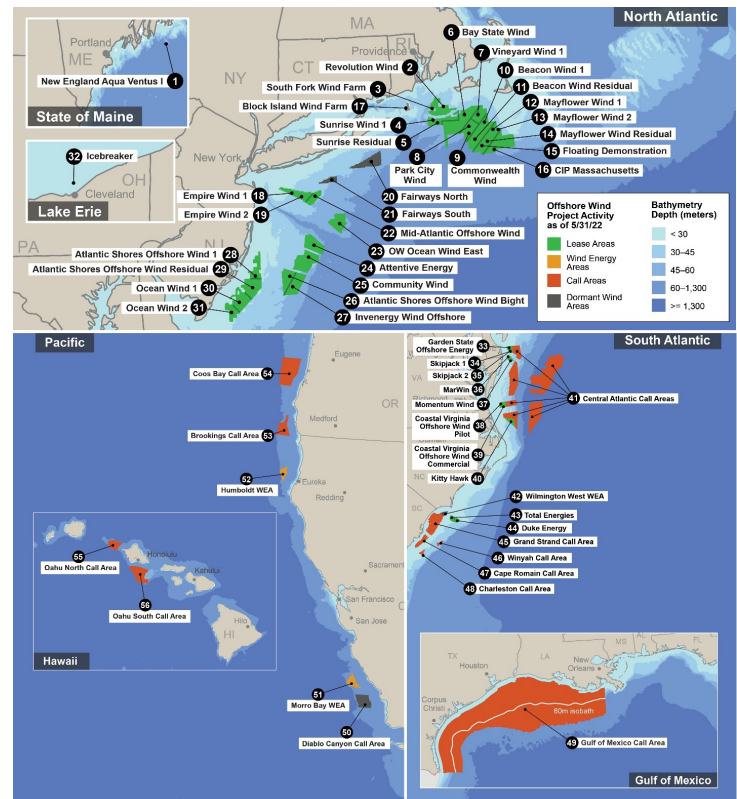 North Atlantic
MA
Portland
ME
New England Aqua Ventus I 1
State of Maine
32 Icebreaker
OH
Cleveland
Lake Erie
PA
NY
CT
RI
NJ
Providence
New York
6 Bay State Wind
7 Vineyard Wind 1
Revolution Wind 2
10 Beacon Wind 1
South Fork Wind Farm 3
11 Beacon Wind Residual
Block Island Wind Farm 17
12 Mayflower Wind 1
13 Mayflower Wind 2
Sunrise Wind 1 4
14 Mayflower Wind Residual
Sunrise Residual 5
15 Floating Demonstration
8
Park City
Wind
9
Commonwealth
Wind
16 CIP Massachusetts
Empire Wind 1 18
20 Fairways North
Empire Wind 2 19
21 Fairways South
22 Mid-Atlantic Offshore Wind
23 OW Ocean Wind East
Atlantic Shores Offshore Wind 1 28
24 Attentive Energy
Atlantic Shores Offshore Wind Residual 29
25 Community Wind
Ocean Wind 1 30
26 Atlantic Shores Offshore Wind Bight
Ocean Wind 2 31
27 Invenergy Wind Offshore
Offshore Wind
Project Activity
as of 5/31/22
Lease Areas
Wind Energy
Areas
Call Areas
Dormant Wind
Areas
Bathymetry
Depth (meters)
< 30
30–45
45–60
60–1,300
>= 1,300
Pacific
Eugene
Coos Bay Call Area 54
OR
Medford
Brookings Call Area 53
52
Humboldt WEA
Eureka
Redding
Sacramen
San Francisco
C
San Jose
51
Morro Bay WEA
50
Diablo Canyon Call Area
55
Oahu North Call Area
Honolulu
Kahului
56
Oahu South Call Area
Hilo
HI
Hawaii
South Atlantic
Garden State
Offshore Energy 33
Skipjack 1 34
VA
Skipjack 2 35
MarWin 36
41 Central Atlantic Call Areas
Momentum Wind 37
Coastal Virginia
Offshore Wind
Pilot
38
Coastal Virginia
Offshore Wind
Commercial
39
NC
Kitty Hawk 40
42 Wilmington West WEA
SC
43 Total Energies
44 Duke Energy
45 Grand Strand Call Area
46 Winyah Call Area
47 Cape Romain Call Area
48 Charleston Call Area
TX
LA
MS
AL
FL
Houston
New
Orleans
Corpus
Christi
60m isobath
49 Gulf of Mexico Call Area
Gulf of Mexico